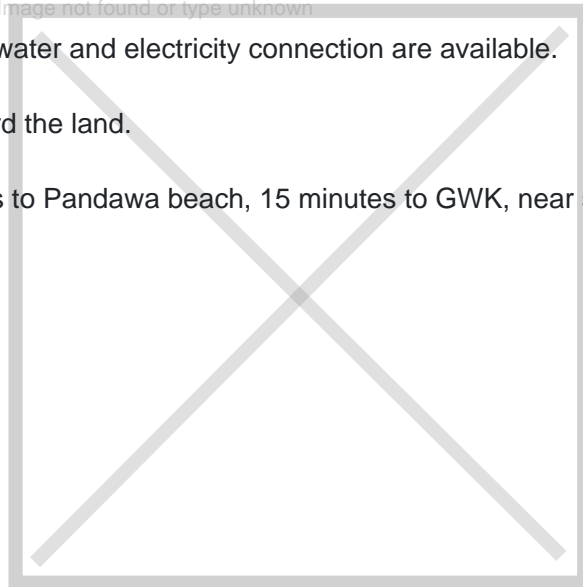 Image not found or type unknown
water and electricity connection are available.
d the land.
s to Pandawa beach, 15 minutes to GWK, near